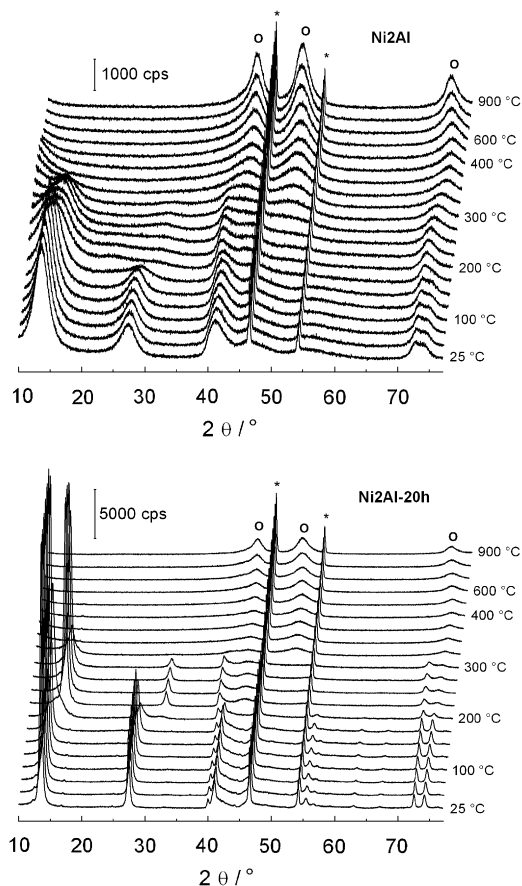 * o o * Ni2Al o
1000 cps
900 °C
600 °C
400 °C
300 °C
200 °C
100 °C
25 °C
10 20 30 40 50 60 70
2 θ / °
* o o * Ni2Al-20h o
5000 cps
900 °C
600 °C
400 °C
300 °C
200 °C
100 °C
25 °C
10 20 30 40 50 60 70
2 θ / °